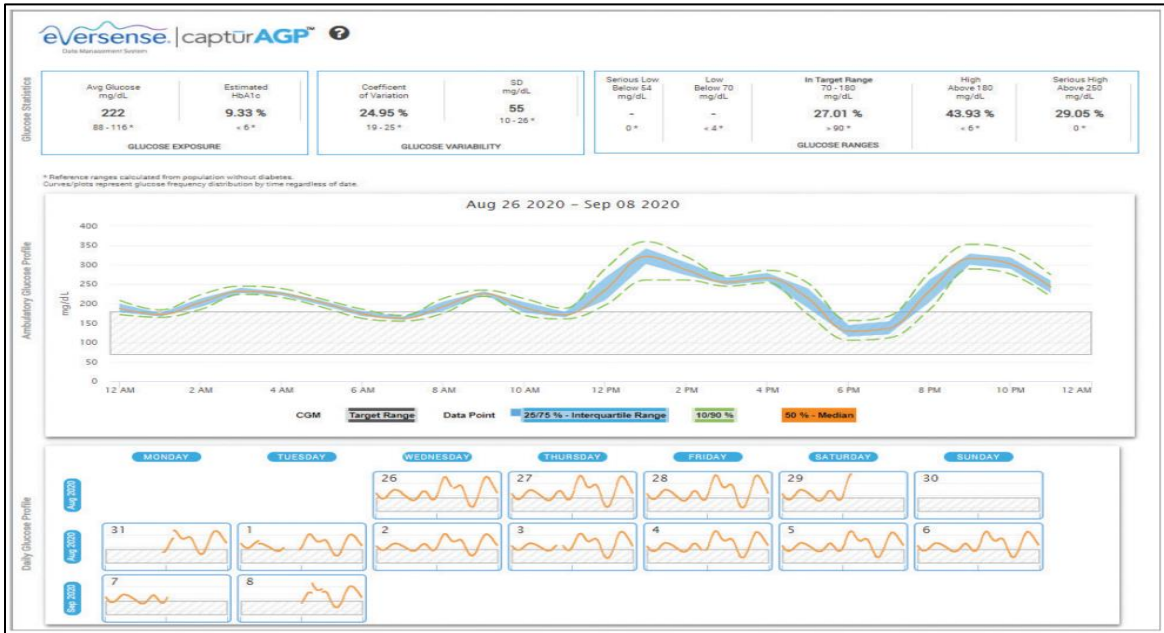 eversense. | captūrAGP™ ?
Data Management System
Glucose Statistics
Avg Glucose mg/dL
222
88 - 116 *
Estimated HbA1c
9.33 %
< 6 *
GLUCOSE EXPOSURE
Coefficent of Variation
24.95 %
19 - 25 *
SD mg/dL
55
10 - 26 *
GLUCOSE VARIABILITY
Serious Low Below 54 mg/dL
-
0 *
Low Below 70 mg/dL
-
< 4 *
In Target Range 70 - 180 mg/dL
27.01 %
> 90 *
High Above 180 mg/dL
43.93 %
< 6 *
Serious High Above 250 mg/dL
29.05 %
0 *
GLUCOSE RANGES
* Reference ranges calculated from population without diabetes.
Curves/plots represent glucose frequency distribution by time regardless of date.
Ambulatory Glucose Profile
Aug 26 2020 – Sep 08 2020
mg/dL
400
350
300
250
200
150
100
50
0
12 AM 2 AM 4 AM 6 AM 8 AM 10 AM 12 PM 2 PM 4 PM 6 PM 8 PM 10 PM 12 AM
CGM Target Range Data Point 25/75 % - Interquartile Range 10/90 % 50 % - Median
Daily Glucose Profile
MONDAY TUESDAY WEDNESDAY THURSDAY FRIDAY SATURDAY SUNDAY
Aug 2020
26 27 28 29 30
Aug 2020
31 1 2 3 4 5 6
Sep 2020
7 8